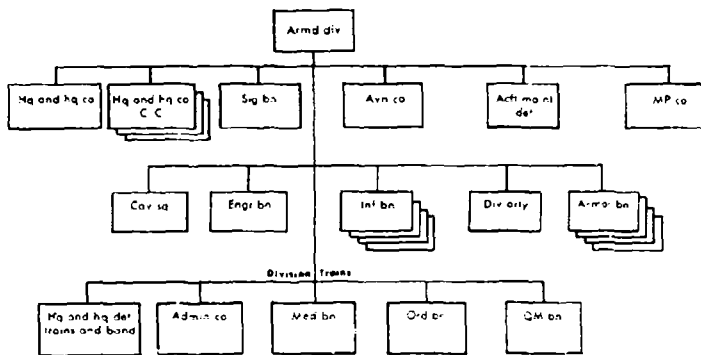 Armd div
Hq and hq co
Hq and hq co
C C
Sig bn
Avn co
Acft maint
det
MP co
Cav sq
Engr bn
Inf bn
Div arty
Armor bn
Division Trains
Hq and hq det
trains and band
Admin co
Med bn
Ord bn
QM bn